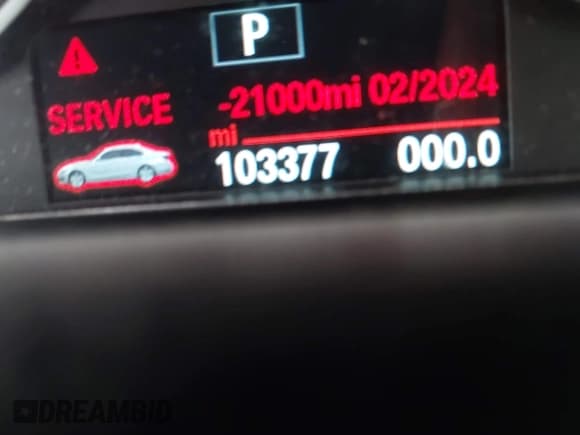 P
SERVICE -21000mi 02/2024
mi
103377 000.0
DREAMBID